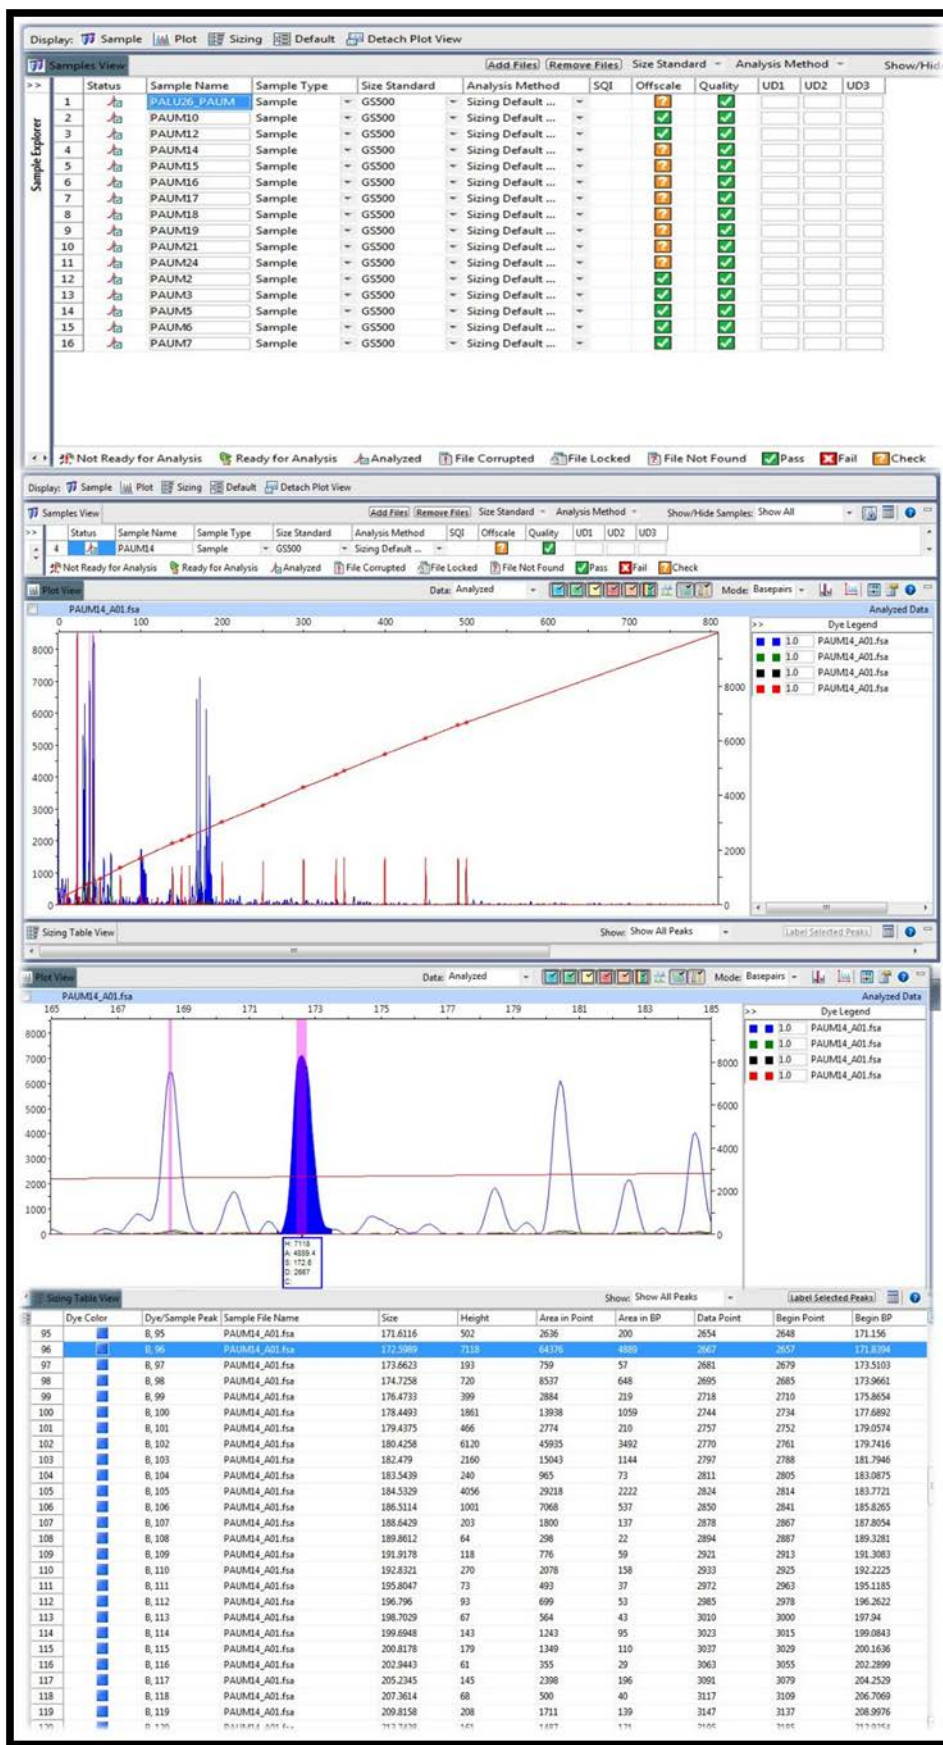 Display: Sample Plot Sizing Default Detach Plot View
Samples View Add Files Remove Files Size Standard Analysis Method Show/Hid
>> Status Sample Name Sample Type Size Standard Analysis Method SQI Offscale Quality UD1 UD2 UD3
Sample Explorer
1 PALU26_PAUM Sample GS500 Sizing Default ...
2 PAUM10 Sample GS500 Sizing Default ...
3 PAUM12 Sample GS500 Sizing Default ...
4 PAUM14 Sample GS500 Sizing Default ...
5 PAUM15 Sample GS500 Sizing Default ...
6 PAUM16 Sample GS500 Sizing Default ...
7 PAUM17 Sample GS500 Sizing Default ...
8 PAUM18 Sample GS500 Sizing Default ...
9 PAUM19 Sample GS500 Sizing Default ...
10 PAUM21 Sample GS500 Sizing Default ...
11 PAUM24 Sample GS500 Sizing Default ...
12 PAUM2 Sample GS500 Sizing Default ...
13 PAUM3 Sample GS500 Sizing Default ...
14 PAUM5 Sample GS500 Sizing Default ...
15 PAUM6 Sample GS500 Sizing Default ...
16 PAUM7 Sample GS500 Sizing Default ...
Not Ready for Analysis Ready for Analysis Analyzed File Corrupted File Locked File Not Found Pass Fail Check
Display: Sample Plot Sizing Default Detach Plot View
Samples View Add Files Remove Files Size Standard Analysis Method Show/Hide Samples: Show All
>> Status Sample Name Sample Type Size Standard Analysis Method SQI Offscale Quality UD1 UD2 UD3
4 PAUM14 Sample GS500 Sizing Default ...
Not Ready for Analysis Ready for Analysis Analyzed File Corrupted File Locked File Not Found Pass Fail Check
Plot View Data: Analyzed Mode: Basepairs
PAUM14_A01.fsa Analyzed Data
0 100 200 300 400 500 600 700 800
>> Dye Legend
1.0 PAUM14_A01.fsa
1.0 PAUM14_A01.fsa
1.0 PAUM14_A01.fsa
1.0 PAUM14_A01.fsa
8000
7000
6000
5000
4000
3000
2000
1000
0
8000
6000
4000
2000
0
Sizing Table View Show: Show All Peaks Label Selected Peaks
Plot View Data: Analyzed Mode: Basepairs
PAUM14_A01.fsa Analyzed Data
165 167 169 171 173 175 177 179 181 183 185
>> Dye Legend
1.0 PAUM14_A01.fsa
1.0 PAUM14_A01.fsa
1.0 PAUM14_A01.fsa
1.0 PAUM14_A01.fsa
8000
7000
6000
5000
4000
3000
2000
1000
0
8000
6000
4000
2000
0
H: 7118
A: 4889.4
S: 172.6
D: 2667
C:
Sizing Table View Show: Show All Peaks Label Selected Peaks
Dye Color Dye/Sample Peak Sample File Name Size Height Area in Point Area in BP Data Point Begin Point Begin BP
95 B, 95 PAUM14_A01.fsa 171.6116 502 2636 200 2654 2648 171.156
96 B, 96 PAUM14_A01.fsa 172.5989 7118 64376 4889 2667 2657 171.8394
97 B, 97 PAUM14_A01.fsa 173.6623 193 759 57 2681 2679 173.5103
98 B, 98 PAUM14_A01.fsa 174.7258 720 8537 648 2695 2685 173.9661
99 B, 99 PAUM14_A01.fsa 176.4733 399 2884 219 2718 2710 175.8654
100 B, 100 PAUM14_A01.fsa 178.4493 1861 13938 1059 2744 2734 177.6892
101 B, 101 PAUM14_A01.fsa 179.4375 466 2774 210 2757 2752 179.0574
102 B, 102 PAUM14_A01.fsa 180.4258 6120 45935 3492 2770 2761 179.7416
103 B, 103 PAUM14_A01.fsa 182.479 2160 15043 1144 2797 2788 181.7946
104 B, 104 PAUM14_A01.fsa 183.5439 240 965 73 2811 2805 183.0875
105 B, 105 PAUM14_A01.fsa 184.5329 4056 29218 2222 2824 2814 183.7721
106 B, 106 PAUM14_A01.fsa 186.5114 1001 7068 537 2850 2841 185.8265
107 B, 107 PAUM14_A01.fsa 188.6429 203 1800 137 2878 2867 187.8054
108 B, 108 PAUM14_A01.fsa 189.8612 64 298 22 2894 2887 189.3281
109 B, 109 PAUM14_A01.fsa 191.9178 118 776 59 2921 2913 191.3083
110 B, 110 PAUM14_A01.fsa 192.8321 270 2078 158 2933 2925 192.2225
111 B, 111 PAUM14_A01.fsa 195.8047 73 493 37 2972 2963 195.1185
112 B, 112 PAUM14_A01.fsa 196.796 93 699 53 2985 2978 196.2622
113 B, 113 PAUM14_A01.fsa 198.7029 67 564 43 3010 3000 197.94
114 B, 114 PAUM14_A01.fsa 199.6948 143 1243 95 3023 3015 199.0843
115 B, 115 PAUM14_A01.fsa 200.8178 179 1349 110 3037 3029 200.1636
116 B, 116 PAUM14_A01.fsa 202.9443 61 355 29 3063 3055 202.2899
117 B, 117 PAUM14_A01.fsa 205.2345 145 2398 196 3091 3079 204.2529
118 B, 118 PAUM14_A01.fsa 207.3614 68 500 40 3117 3109 206.7069
119 B, 119 PAUM14_A01.fsa 209.8158 208 1711 139 3147 3137 208.9976